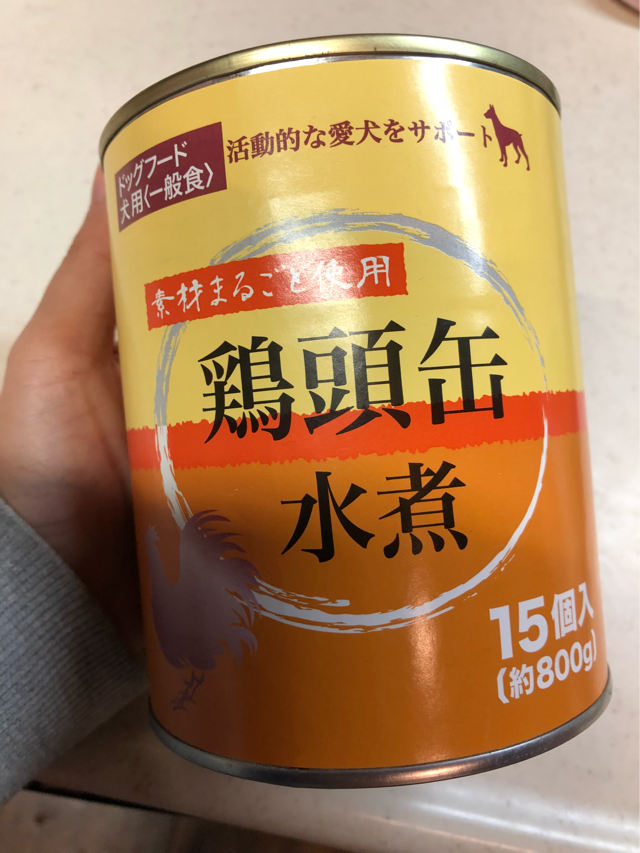 ドッグフード
犬用〈一般食〉
活動的な愛犬をサポート
素材まるごと使用
鶏頭缶
水煮
15個入
(約800g)